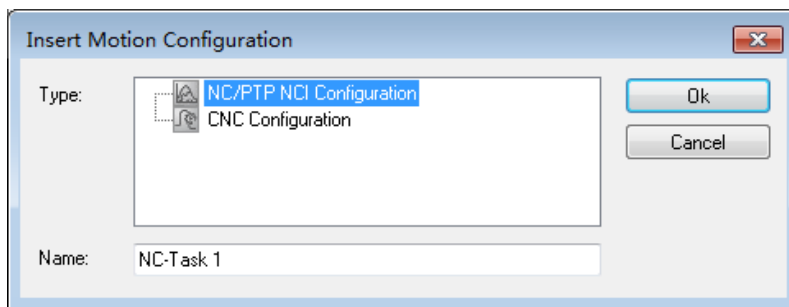 Insert Motion Configuration
Type:
NC/PTP NCI Configuration
CNC Configuration
Ok
Cancel
Name:
NC-Task 1